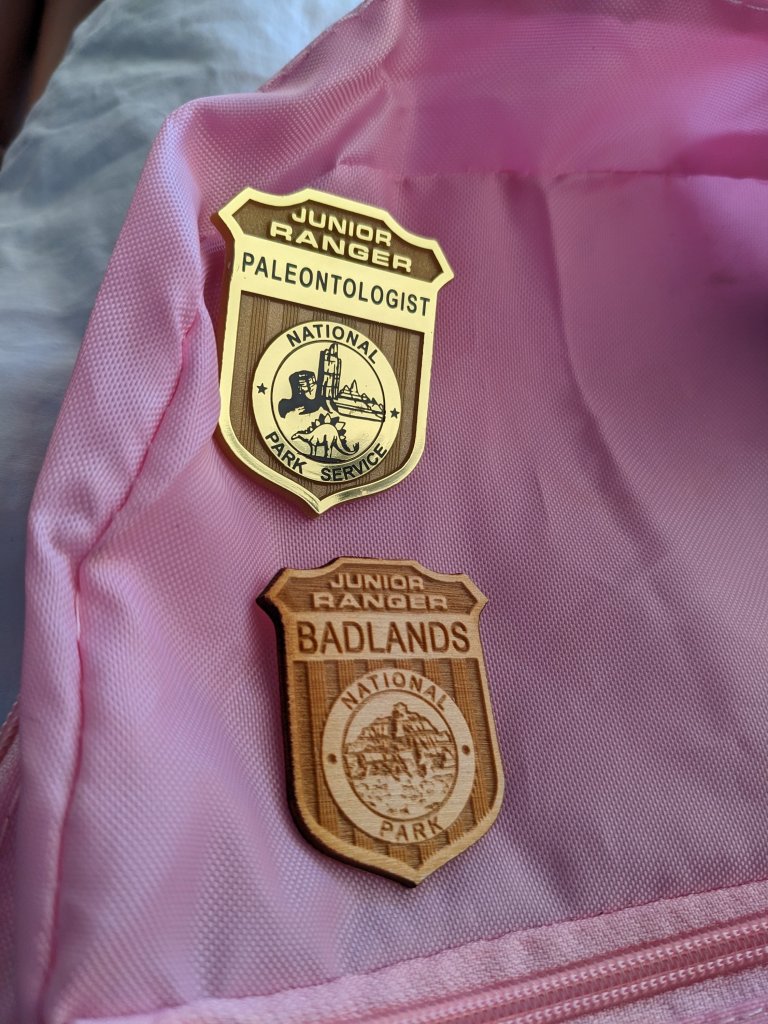 JUNIOR
RANGER
PALEONTOLOGIST
NATIONAL
PARK SERVICE
JUNIOR
RANGER
BADLANDS
NATIONAL
PARK